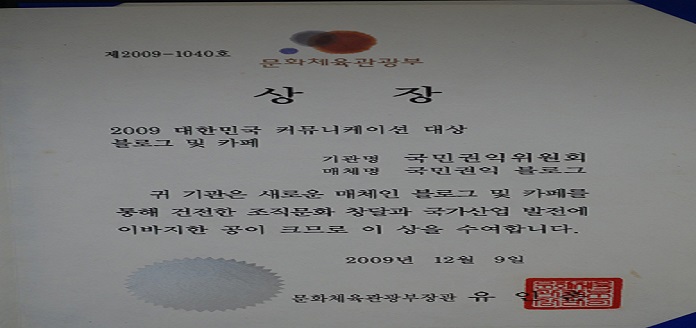 제2009-1040호
문화체육관광부
상 장
2009 대한민국 커뮤니케이션 대상
블로그 및 카페
기관명 국민권익위원회
매체명 국민권익 블로그
귀 기관은 새로운 매체인 블로그 및 카페를
통해 건전한 조직문화 창달과 국가산업 발전에
이바지한 공이 크므로 이 상을 수여합니다.
2009년 12월 9일
문화체육관광부장관 유 인